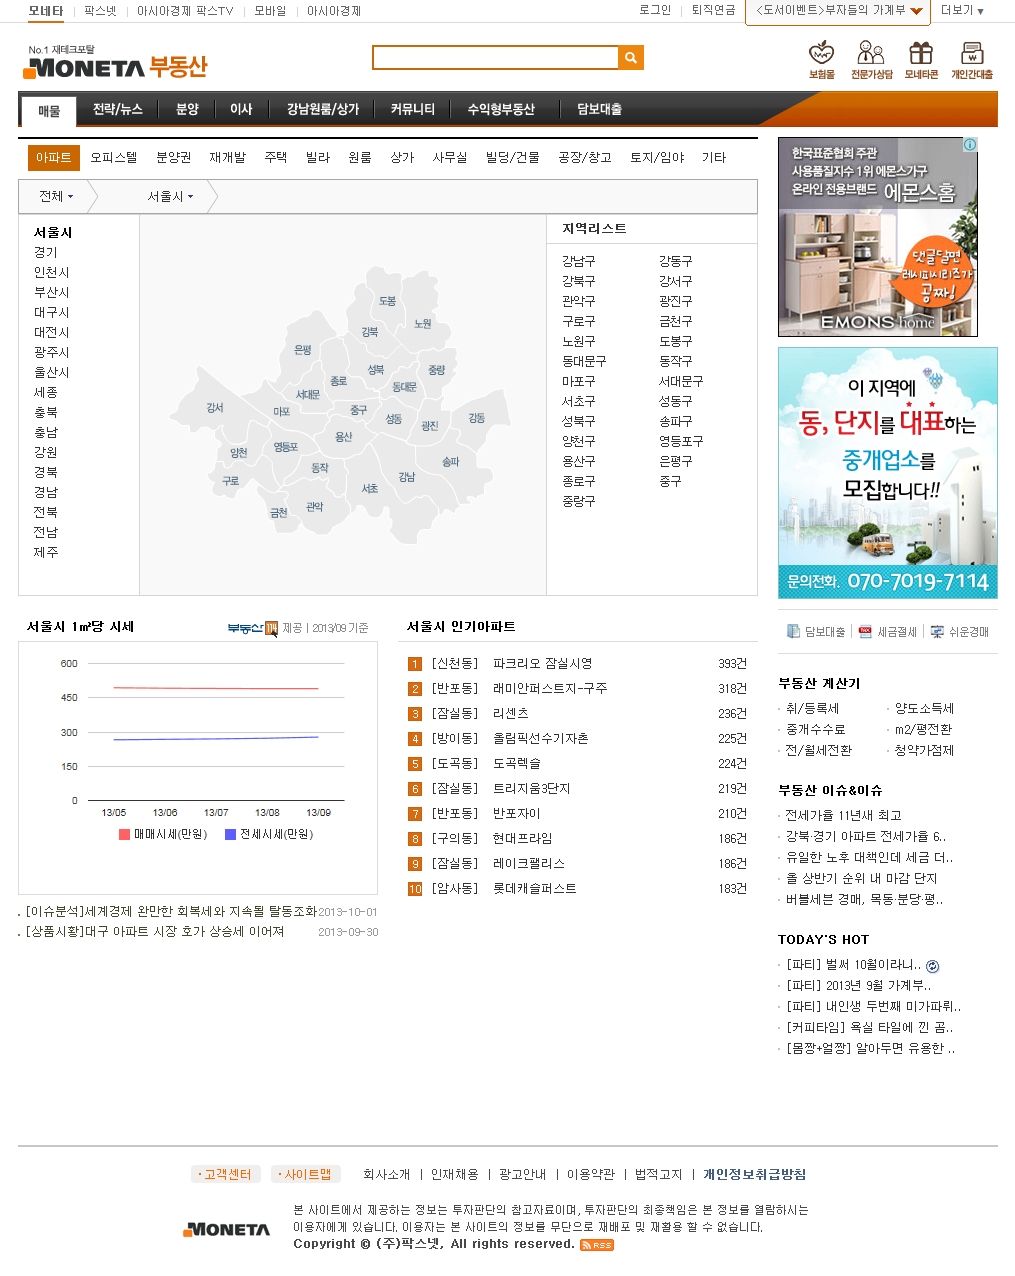 모네타 팍스넷 아시아경제 팍스TV 모바일 아시아경제 로그인 퇴직연금 <도서이벤트>부자들의 가계부 더보기
No.1 재테크포탈
MONETA 부동산
보험몰 전문가상담 모네타론 개인간대출
매물 전략/뉴스 분양 이사 강남원룸/상가 커뮤니티 수익형부동산 담보대출
아파트 오피스텔 분양권 재개발 주택 빌라 원룸 상가 사무실 빌딩/건물 공장/창고 토지/임야 기타
전체 서울시
서울시
경기
인천시
부산시
대구시
대전시
광주시
울산시
세종
충북
충남
강원
경북
경남
전북
전남
제주
도봉
노원
강북
은평
성북
중랑
종로
동대문
서대문
강서
마포
중구
성동
강동
광진
용산
영등포
양천
송파
동작
강남
구로
서초
관악
금천
지역리스트
강남구 강동구
강북구 강서구
관악구 광진구
구로구 금천구
노원구 도봉구
동대문구 동작구
마포구 서대문구
서초구 성동구
성북구 송파구
양천구 영등포구
용산구 은평구
종로구 중구
중랑구
한국표준협회 주관
사용품질지수 1위 에몬스가구
온라인 전용브랜드 에몬스홈
댓글달면
레시피시리즈가
공짜!
EMONS home
이 지역에
동, 단지를 대표하는
중개업소를
모집합니다!!
문의전화. 070-7019-7114
담보대출 세금절세 쉬운경매
서울시 1㎡당 시세 부동산114 제공 | 2013/09 기준
600
450
300
150
0
13/05 13/06 13/07 13/08 13/09
매매시세(만원) 전세시세(만원)
. [이슈분석]세계경제 완만한 회복세와 지속될 탈동조화 2013-10-01
. [상품시황]대구 아파트 시장 호가 상승세 이어져 2013-09-30
서울시 인기아파트
1 [신천동] 파크리오 잠실시영 393건
2 [반포동] 래미안퍼스트지-구주 318건
3 [잠실동] 리센츠 236건
4 [방이동] 올림픽선수기자촌 225건
5 [도곡동] 도곡렉슬 224건
6 [잠실동] 트리지움3단지 219건
7 [반포동] 반포자이 210건
8 [구의동] 현대프라임 186건
9 [잠실동] 레이크팰리스 186건
10 [암사동] 롯데캐슬퍼스트 183건
부동산 계산기
취/등록세 양도소득세
중개수수료 m2/평전환
전/월세전환 청약가점제
부동산 이슈&이슈
전세가율 11년새 최고
강북·경기 아파트 전세가율 6..
유일한 노후 대책인데 세금 더..
올 상반기 순위 내 마감 단지
버블세븐 경매, 목동·분당·평..
TODAY'S HOT
[파티] 벌써 10월이라니..
[파티] 2013년 9월 가계부..
[파티] 내인생 두번째 미가파뤼..
[커피타임] 욕실 타일에 낀 곰..
[몸짱+얼짱] 알아두면 유용한 ..
고객센터 사이트맵 회사소개 | 인재채용 | 광고안내 | 이용약관 | 법적고지 | 개인정보취급방침
MONETA
본 사이트에서 제공하는 정보는 투자판단의 참고자료이며, 투자판단의 최종책임은 본 정보를 열람하시는
이용자에게 있습니다. 이용자는 본 사이트의 정보를 무단으로 재배포 및 재활용 할 수 없습니다.
Copyright © (주)팍스넷, All rights reserved. RSS